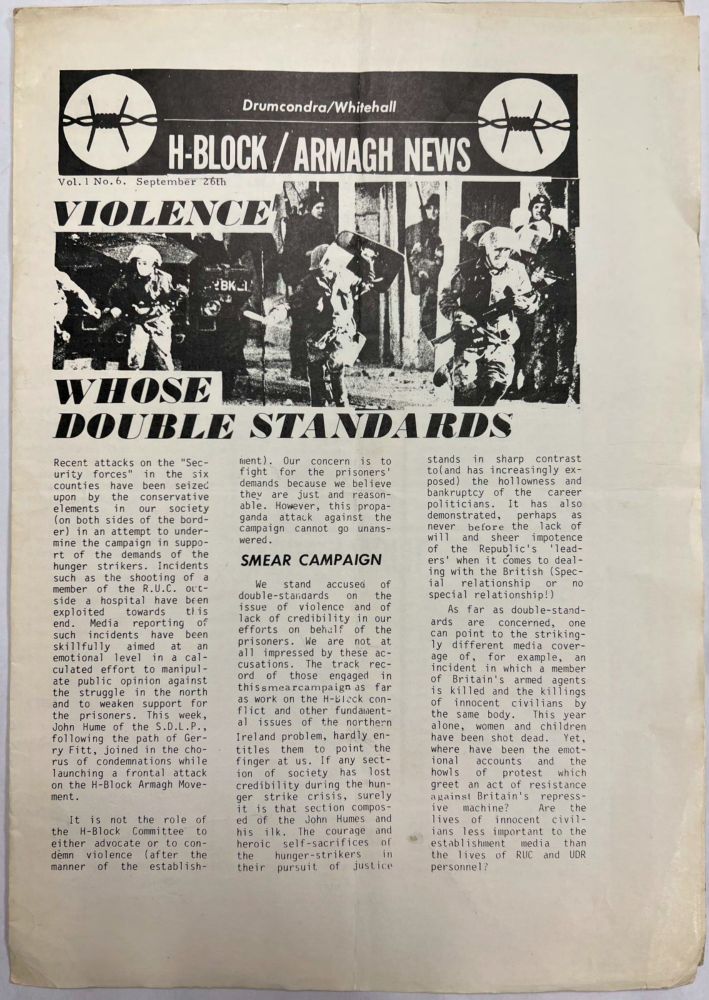 Drumcondra/Whitehall
H-BLOCK / ARMAGH NEWS
Vol. 1 No. 6. September 26th
VIOLENCE
WHOSE
DOUBLE STANDARDS
Recent attacks on the "Sec-
urity forces" in the six
counties have been seized
upon by the conservative
elements in our society
(on both sides of the bord-
er) in an attempt to under-
mine the campaign in suppo-
rt of the demands of the
hunger strikers. Incidents
such as the shooting of a
member of the R.U.C. out-
side a hospital have been
exploited towards this
end. Media reporting of
such incidents have been
skillfully aimed at an
emotional level in a cal-
culated effort to manipul-
ate public opinion against
the struggle in the north
and to weaken support for
the prisoners. This week,
John Hume of the S.D.L.P.,
following the path of Ger-
ry Fitt, joined in the cho-
rus of condemnations while
launching a frontal attack
on the H-Block Armagh Move-
ment.
It is not the role of
the H-Block Committee to
either advocate or to con-
demn violence (after the
manner of the establish-
ment). Our concern is to
fight for the prisoners'
demands because we believe
they are just and reason-
able. However, this propa-
ganda attack against the
campaign cannot go unans-
wered.
SMEAR CAMPAIGN
We stand accused of
double-standards on the
issue of violence and of
lack of credibility in our
efforts on behalf of the
prisoners. We are not at
all impressed by these ac-
cusations. The track rec-
ord of those engaged in
this smear campaign as far
as work on the H-Block con-
flict and other fundament-
al issues of the northern
Ireland problem, hardly en-
titles them to point the
finger at us. If any sect-
ion of society has lost
credibility during the hun-
ger strike crisis, surely
it is that section compos-
ed of the John Humes and
his ilk. The courage and
heroic self-sacrifices of
the hunger-strikers in
their pursuit of justice
stands in sharp contrast
to(and has increasingly ex-
posed) the hollowness and
bankruptcy of the career
politicians. It has also
demonstrated, perhaps as
never before the lack of
will and sheer impotence
of the Republic's 'lead-
ers' when it comes to deal-
ing with the British (Spec-
ial relationship or no
special relationship!)
As far as double-stand-
ards are concerned, one
can point to the striking-
ly different media cover-
age of, for example, an
incident in which a member
of Britain's armed agents
is killed and the killings
of innocent civilians by
the same body. This year
alone, women and children
have been shot dead. Yet,
where have been the emot-
ional accounts and the
howls of protest which
greet an act of resistance
against Britain's repress-
ive machine? Are the
lives of innocent civil-
ians less important to the
establishment media than
the lives of RUC and UDR
personnel?